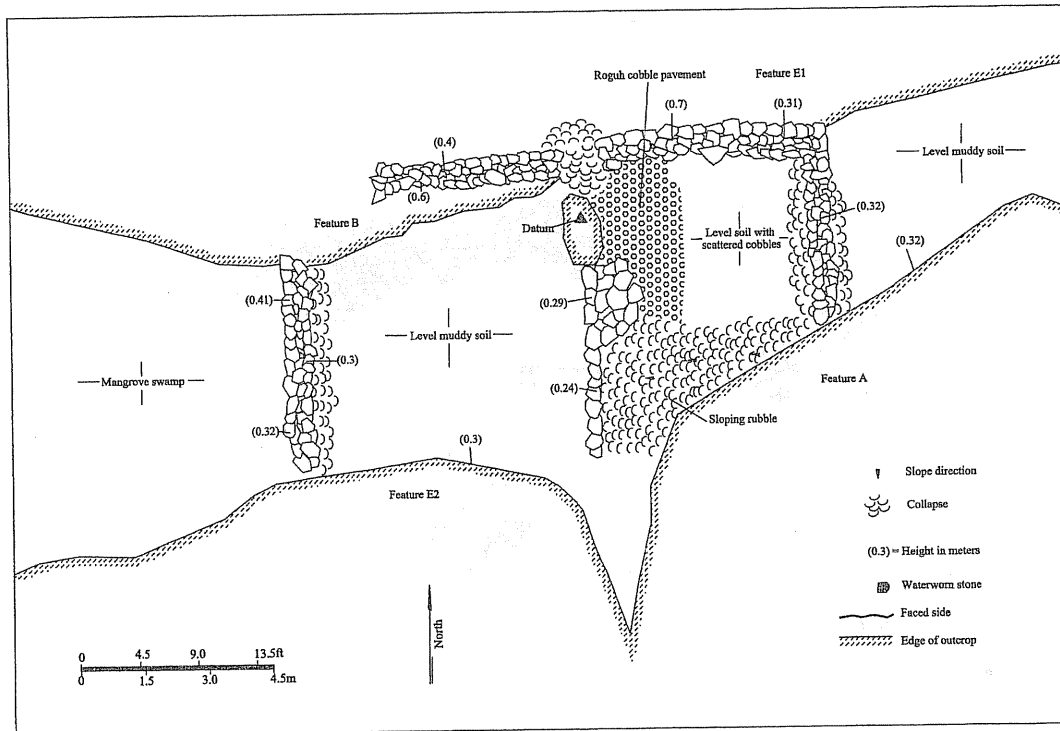 Roguh cobble pavement
Feature E1
(0.7)
(0.31)
(0.4)
Level muddy soil
(0.6)
(0.32)
Feature B
Datum
Level soil with
scattered cobbles
(0.32)
(0.41)
(0.29)
Level muddy soil
(0.3)
Mangrove swamp
(0.24)
Feature A
Sloping rubble
(0.32)
(0.3)
Slope direction
Feature E2
Collapse
(0.3) = Height in meters
Waterworn stone
Faced side
North
Edge of outcrop
0 4.5 9.0 13.5ft
0 1.5 3.0 4.5m